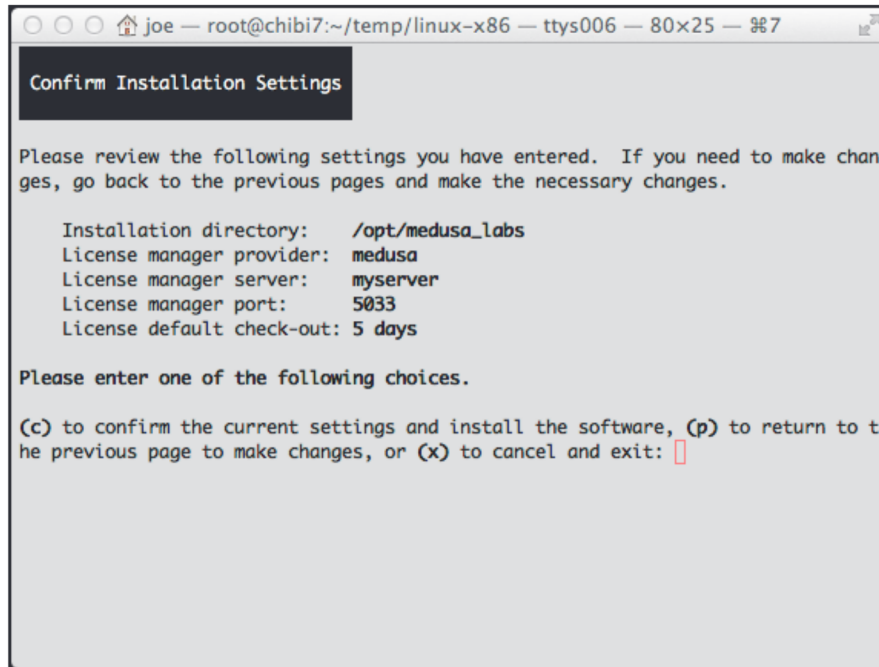 joe — root@chibi7:~/temp/linux-x86 — ttys006 — 80×25 — ⌘7
Confirm Installation Settings
Please review the following settings you have entered.  If you need to make chan
ges, go back to the previous pages and make the necessary changes.
Installation directory:    /opt/medusa_labs
License manager provider:  medusa
License manager server:    myserver
License manager port:      5033
License default check-out: 5 days
Please enter one of the following choices.
(c) to confirm the current settings and install the software, (p) to return to t
he previous page to make changes, or (x) to cancel and exit: